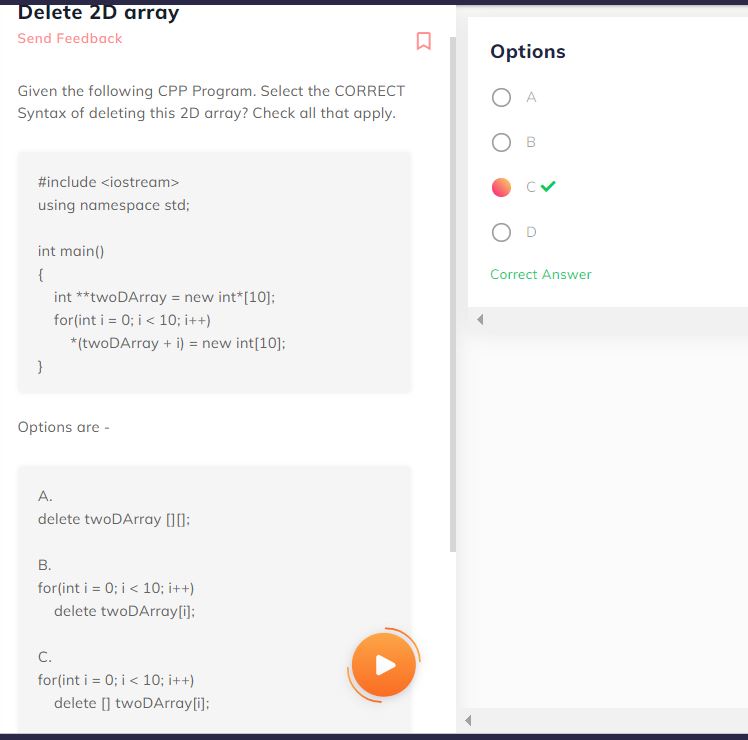 Delete 2D array
Send Feedback
Given the following CPP Program. Select the CORRECT
Syntax of deleting this 2D array? Check all that apply.
#include <iostream>
using namespace std;
int main()
{
int **twoDArray = new int*[10];
for(int i = 0; i < 10; i++)
*(twoDArray + i) = new int[10];
}
Options are -
A.
delete twoDArray [][];
B.
for(int i = 0; i < 10; i++)
delete twoDArray[i];
C.
for(int i = 0; i < 10; i++)
delete [] twoDArray[i];
Options
A
B
C
D
Correct Answer